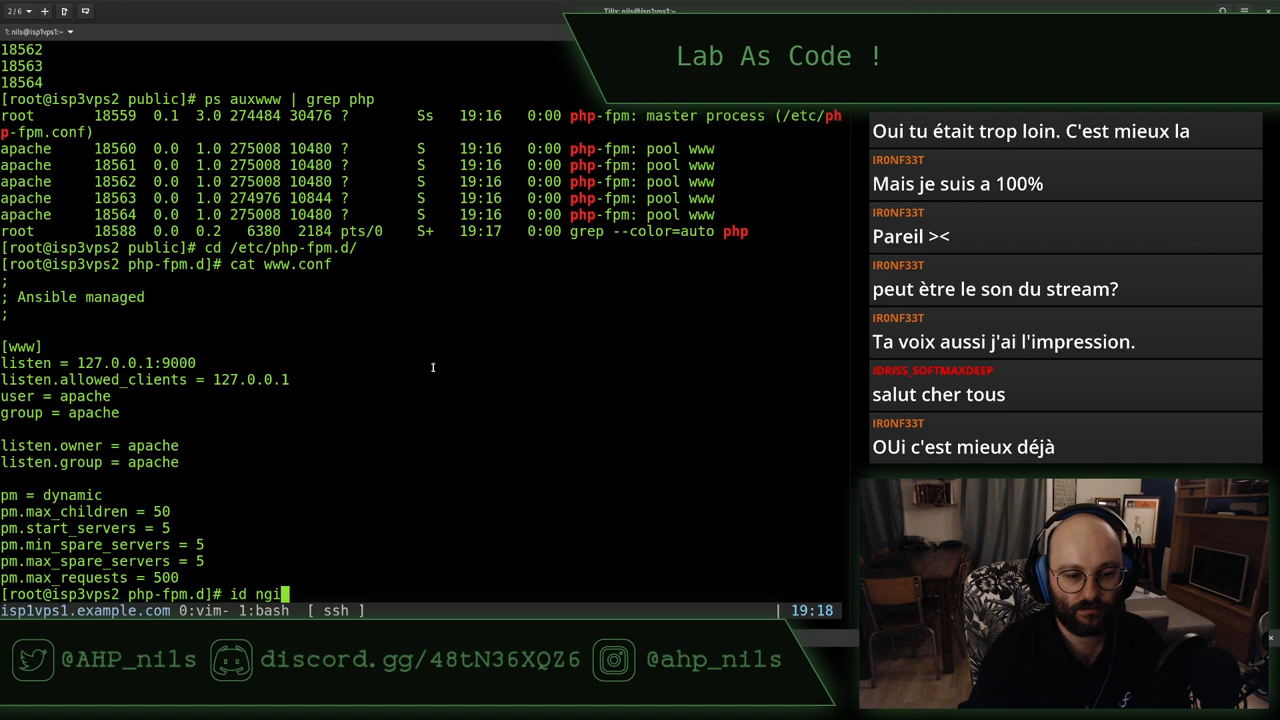 2/6
Tilix: nils@isp1vps1:~
1: nils@isp1vps1:~
18562
18563
18564
[root@isp3vps2 public]# ps auxwww | grep php
root 18559 0.1 3.0 274484 30476 ? Ss 19:16 0:00 php-fpm: master process (/etc/ph
p-fpm.conf)
apache 18560 0.0 1.0 275008 10480 ? S 19:16 0:00 php-fpm: pool www
apache 18561 0.0 1.0 275008 10480 ? S 19:16 0:00 php-fpm: pool www
apache 18562 0.0 1.0 275008 10480 ? S 19:16 0:00 php-fpm: pool www
apache 18563 0.0 1.0 274976 10844 ? S 19:16 0:00 php-fpm: pool www
apache 18564 0.0 1.0 275008 10480 ? S 19:16 0:00 php-fpm: pool www
root 18588 0.0 0.2 6380 2184 pts/0 S+ 19:17 0:00 grep --color=auto php
[root@isp3vps2 public]# cd /etc/php-fpm.d/
[root@isp3vps2 php-fpm.d]# cat www.conf
;
; Ansible managed
;
[www]
listen = 127.0.0.1:9000
listen.allowed_clients = 127.0.0.1
user = apache
group = apache
listen.owner = apache
listen.group = apache
pm = dynamic
pm.max_children = 50
pm.start_servers = 5
pm.min_spare_servers = 5
pm.max_spare_servers = 5
pm.max_requests = 500
[root@isp3vps2 php-fpm.d]# id ngi
isp1vps1.example.com 0:vim- 1:bash [ ssh ] | 19:18
Lab As Code !
Oui tu était trop loin. C'est mieux la
IR0NF33T
Mais je suis a 100%
IR0NF33T
Pareil ><
IR0NF33T
peut ètre le son du stream?
IR0NF33T
Ta voix aussi j'ai l'impression.
IDRISS_SOFTMAXDEEP
salut cher tous
IR0NF33T
OUi c'est mieux déjà
@AHP_nils
discord.gg/48tN36XQZ6
@ahp_nils